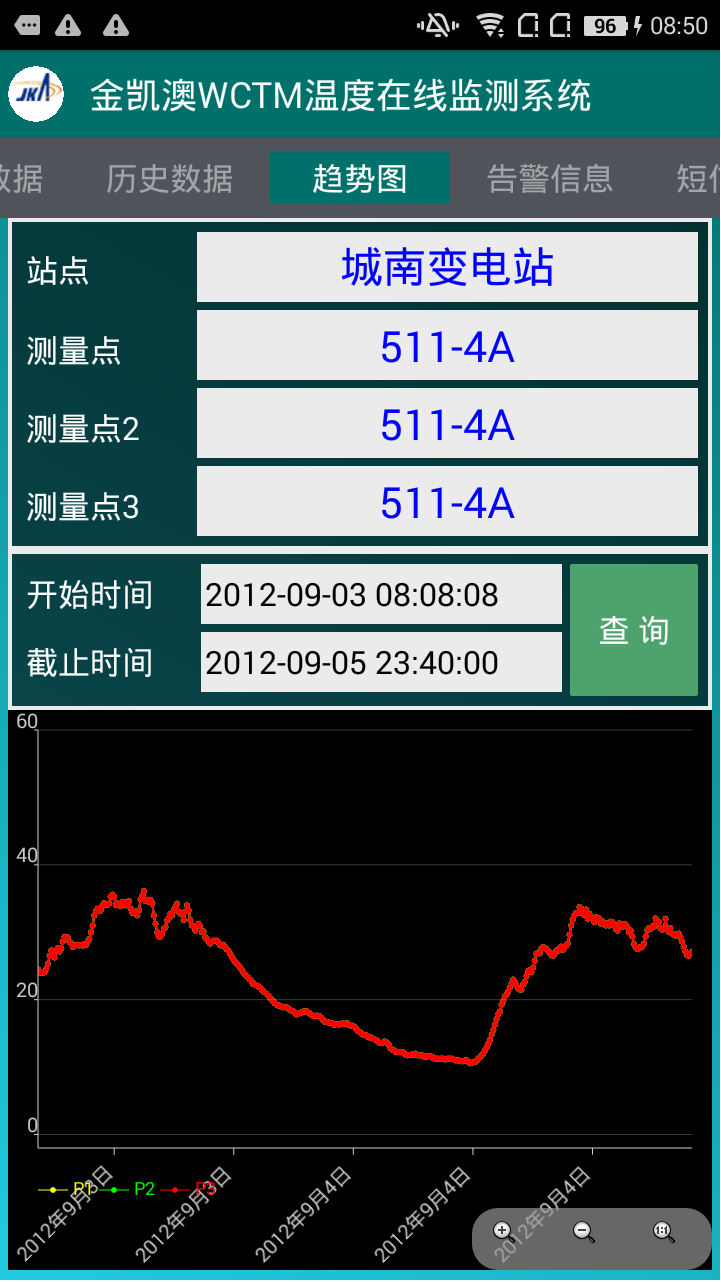 96 08:50
JKA 金凯澳WCTM温度在线监测系统
数据 历史数据 趋势图 告警信息 短信
站点 城南变电站
测量点 511-4A
测量点2 511-4A
测量点3 511-4A
开始时间 2012-09-03 08:08:08
查 询
截止时间 2012-09-05 23:40:00
60
40
20
0
P1 P2 P3
2012年9月3日 2012年9月3日 2012年9月4日 2012年9月4日 2012年9月4日
1:1